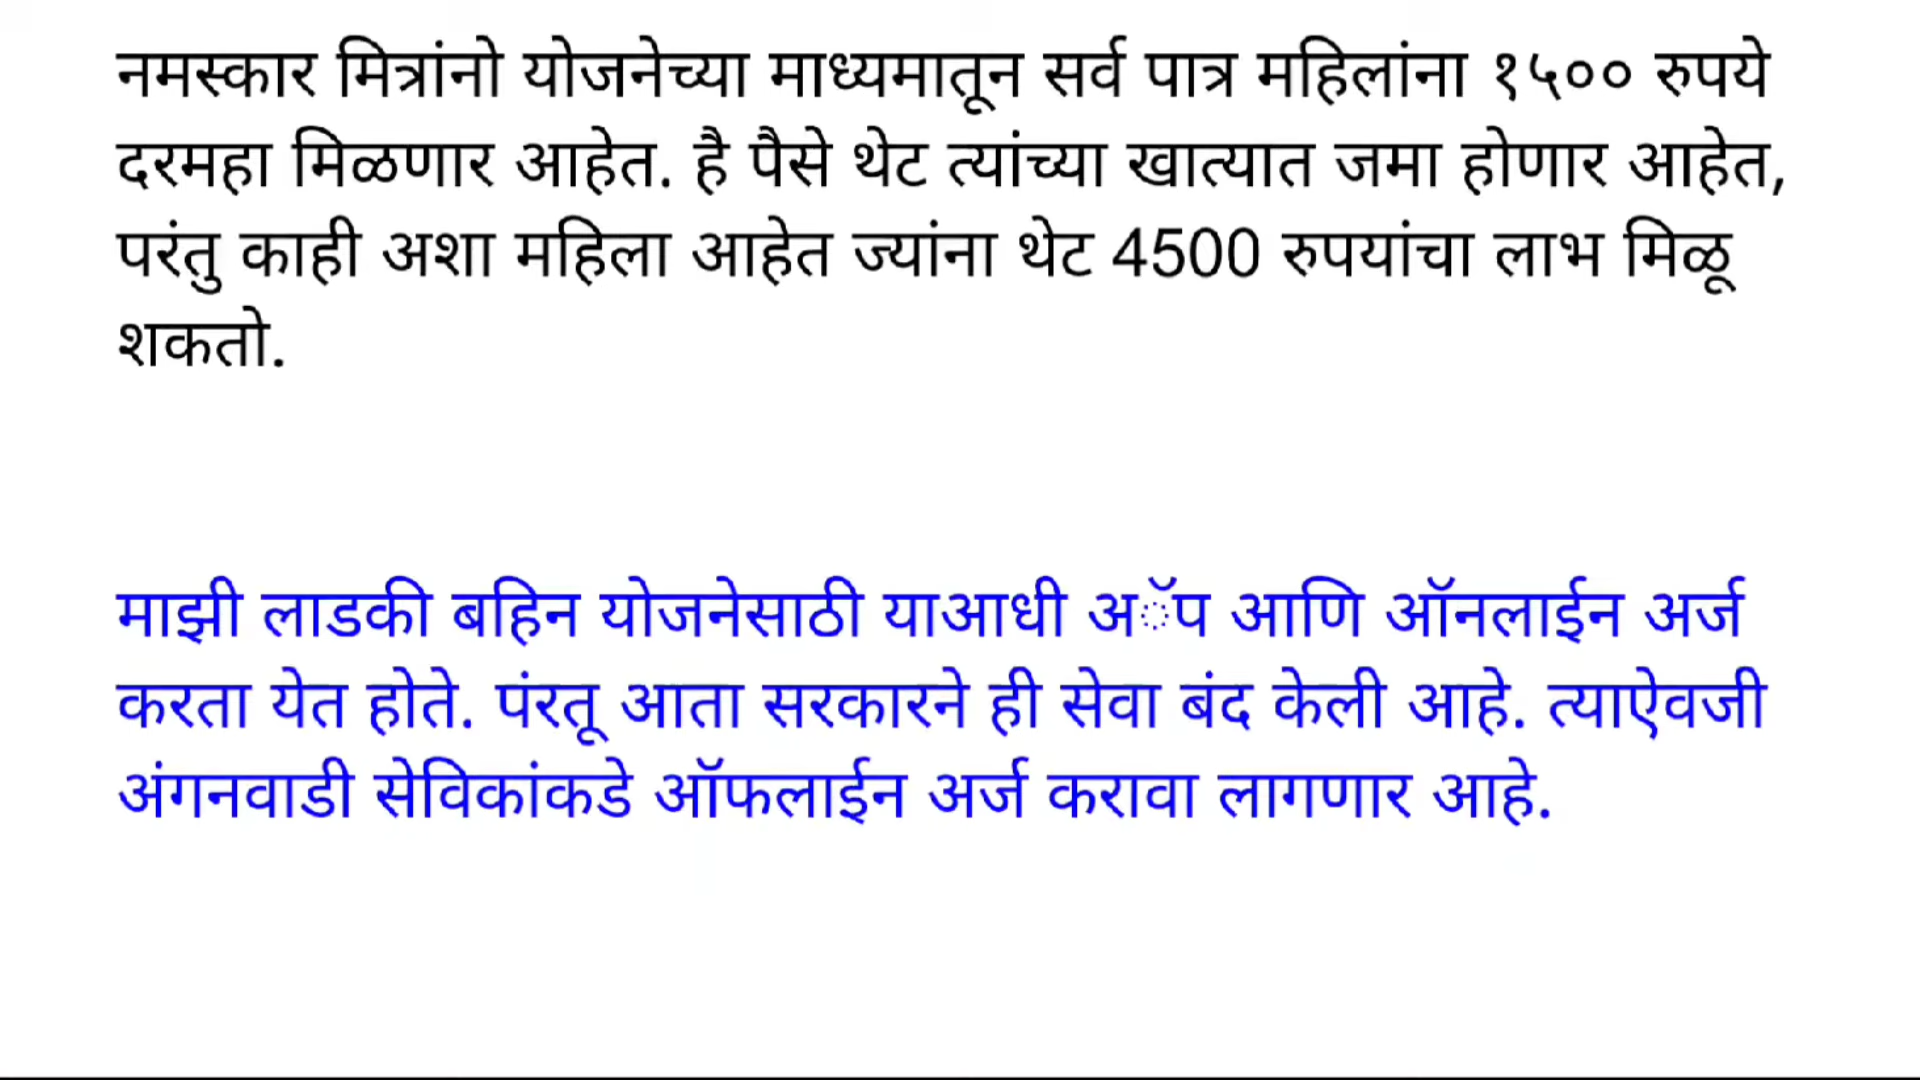 नमस्कार मित्रांनो योजनेच्या माध्यमातून सर्व पात्र महिलांना १५०० रुपये
दरमहा मिळणार आहेत. है पैसे थेट त्यांच्या खात्यात जमा होणार आहेत,
परंतु काही अशा महिला आहेत ज्यांना थेट 4500 रुपयांचा लाभ मिळू
शकतो.
माझी लाडकी बहिन योजनेसाठी याआधी अॅप आणि ऑनलाईन अर्ज
करता येत होते. पंरतू आता सरकारने ही सेवा बंद केली आहे. त्याऐवजी
अंगनवाडी सेविकांकडे ऑफलाईन अर्ज करावा लागणार आहे.